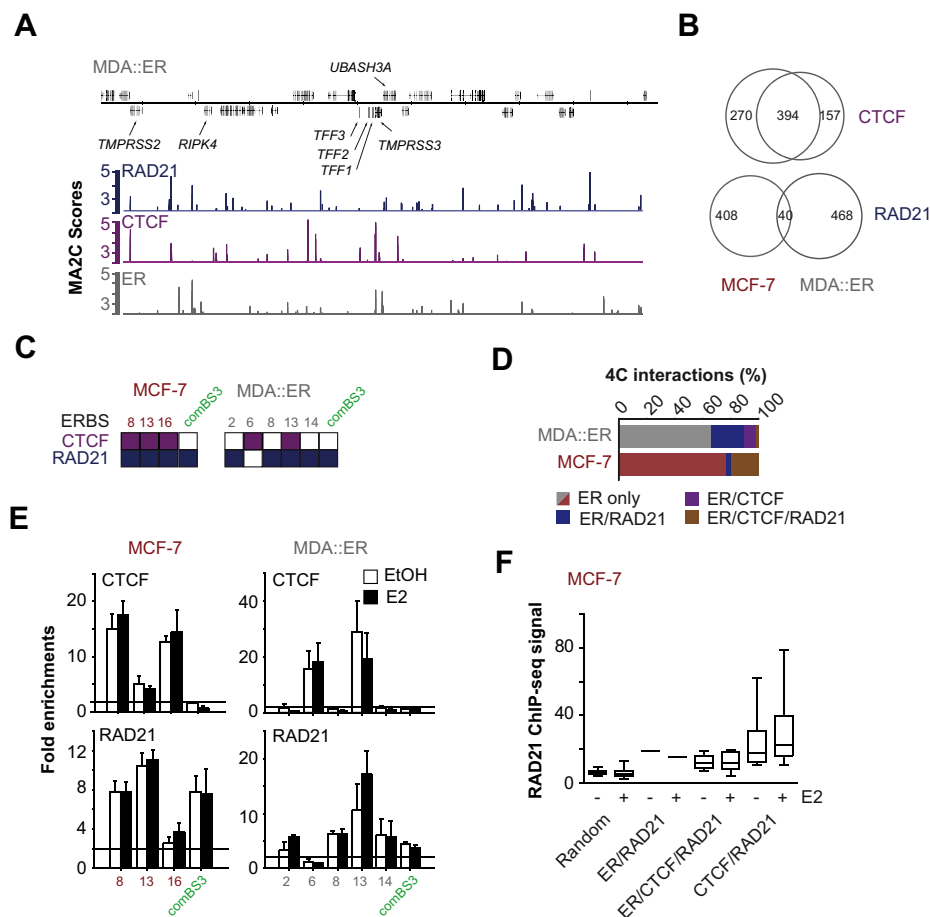 A
MDA::ER
UBASH3A
TMPRSS2
RIPK4
TFF3
TFF2
TFF1
TMPRSS3
MA2C Scores
5
3
RAD21
5
3
CTCF
5
3
ER
B
270
394
157
CTCF
408
40
468
RAD21
MCF-7
MDA::ER
C
MCF-7
MDA::ER
ERBS
8
13
16
comBS3
2
6
8
13
14
comBS3
CTCF
RAD21
D
4C interactions (%)
0
20
40
60
80
100
MDA::ER
MCF-7
ER only
ER/CTCF
ER/RAD21
ER/CTCF/RAD21
E
MCF-7
MDA::ER
Fold enrichments
CTCF
20
10
0
CTCF
EtOH
E2
60
40
20
0
RAD21
12
8
4
0
8
13
16
comBS3
RAD21
20
10
0
2
6
8
13
14
comBS3
F
MCF-7
RAD21 ChIP-seq signal
80
40
0
-
+
-
+
-
+
-
+
E2
Random
ER/RAD21
ER/CTCF/RAD21
CTCF/RAD21